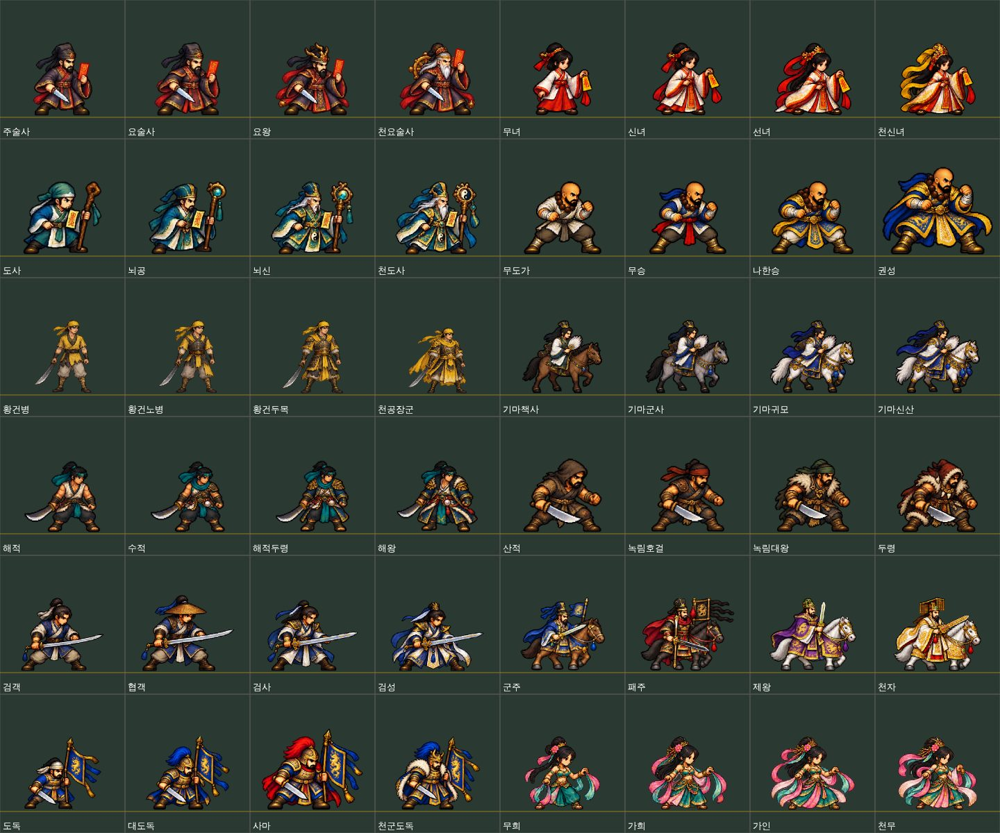 주술사 요술사 요왕 천요술사 무녀 신녀 선녀 천신녀
도사 뇌공 뇌신 천도사 무도가 무승 나한승 권성
황건병 황건노병 황건두목 천공장군 기마책사 기마군사 기마귀모 기마신산
해적 수적 해적두령 해왕 산적 녹림호걸 녹림대왕 두령
검객 협객 검사 검성 군주 패주 제왕 천자
도독 대도독 사마 천군도독 무희 가희 가인 천무